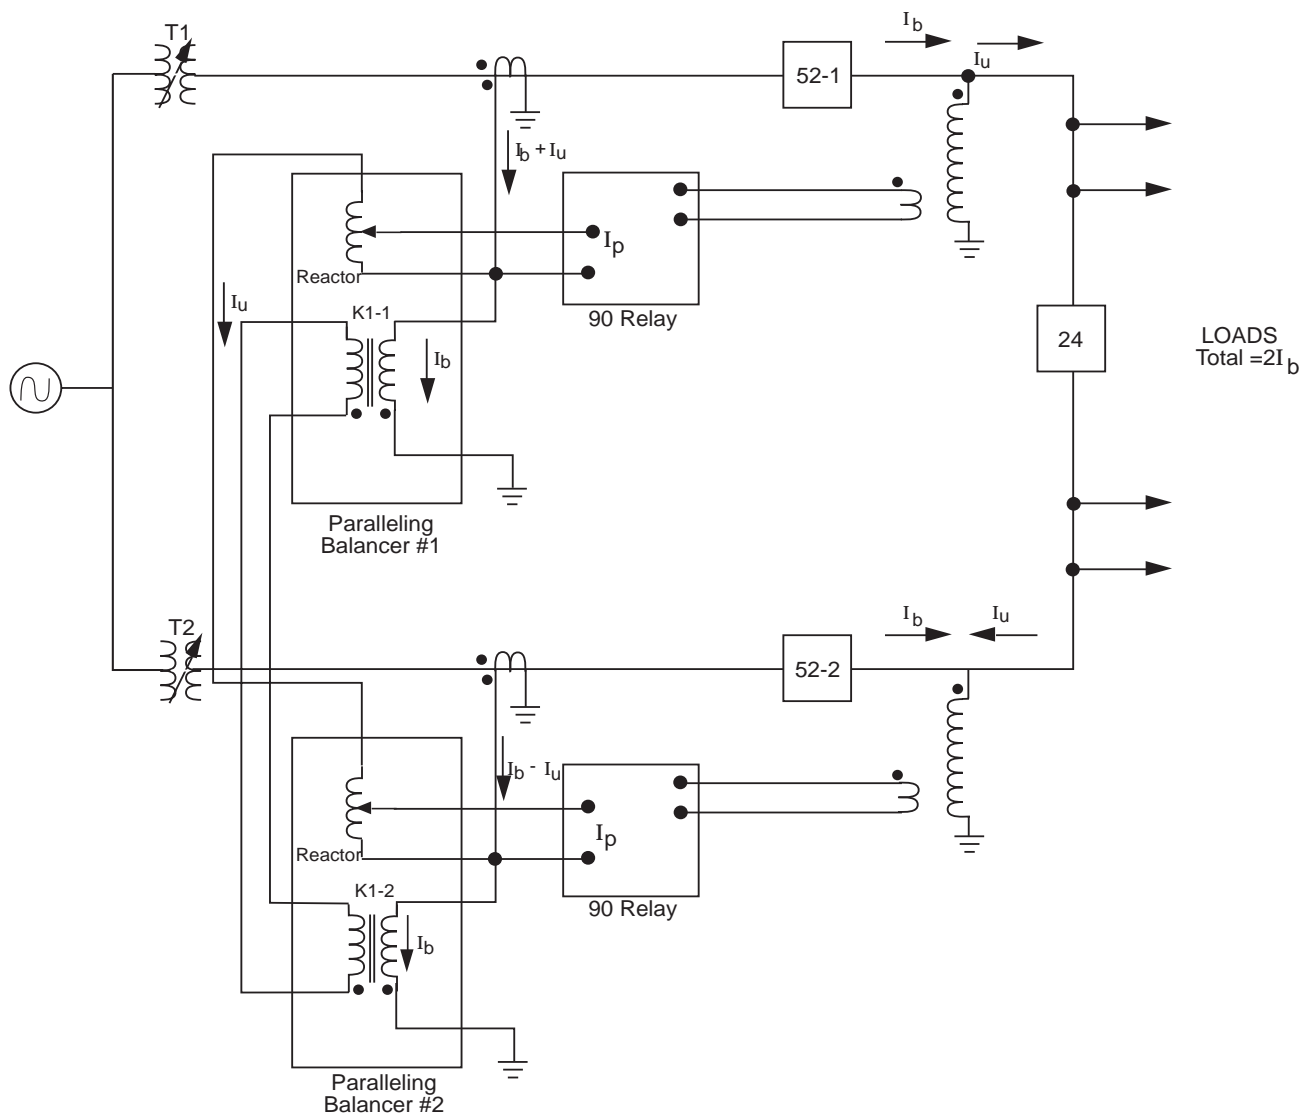 T1
I b
52-1
I u
I b + I u
I p
Reactor
90 Relay
K1-1
I u
I b
24
LOADS
Total =2I b
Paralleling
Balancer #1
T2
I b
I u
52-2
I b - I u
I p
Reactor
90 Relay
K1-2
I b
Paralleling
Balancer #2